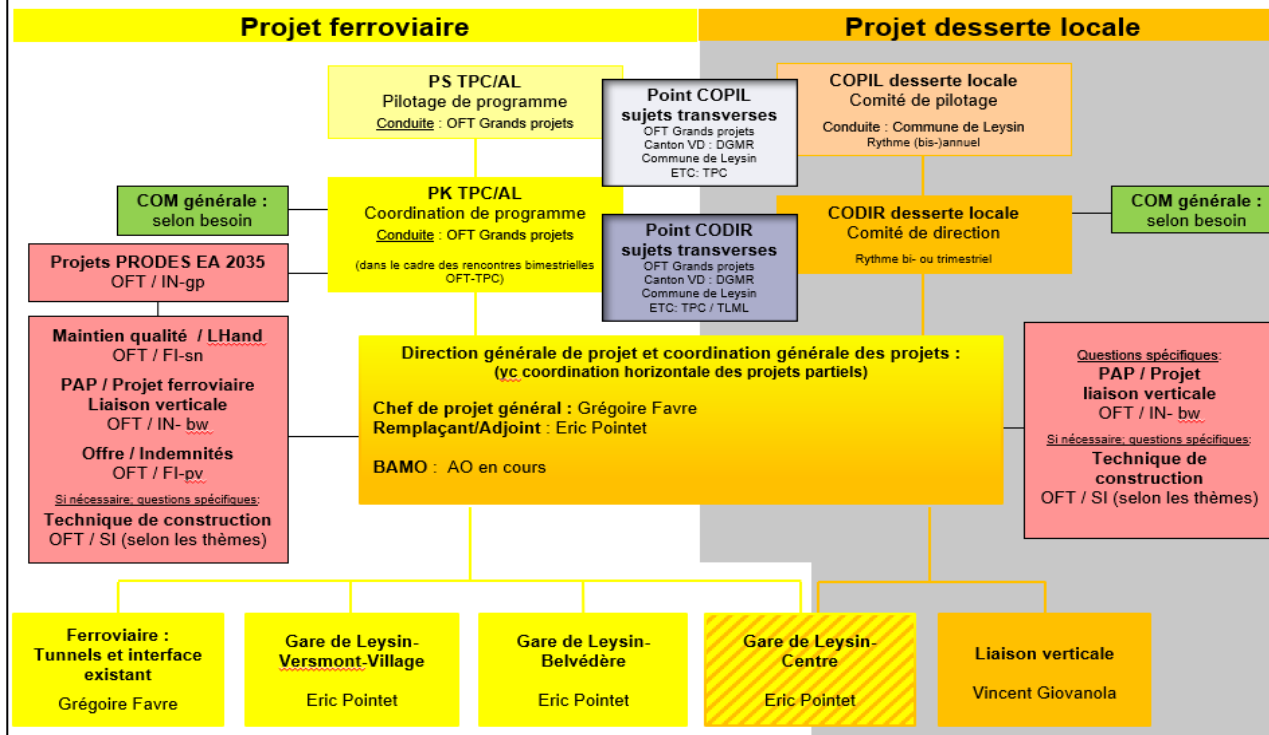 Projet ferroviaire
Projet desserte locale
PS TPC/AL
Pilotage de programme
Conduite : OFT Grands projets
Point COPIL
sujets transverses
OFT Grands projets
Canton VD : DGMR
Commune de Leysin
ETC: TPC
COPIL desserte locale
Comité de pilotage
Conduite : Commune de Leysin
Rythme (bis-)annuel
COM générale :
selon besoin
PK TPC/AL
Coordination de programme
Conduite : OFT Grands projets
(dans le cadre des rencontres bimestrielles
OFT-TPC)
Point CODIR
sujets transverses
OFT Grands projets
Canton VD : DGMR
Commune de Leysin
ETC: TPC / TLML
CODIR desserte locale
Comité de direction
Rythme bi- ou trimestriel
COM générale :
selon besoin
Projets PRODES EA 2035
OFT / IN-gp
Maintien qualité / LHand
OFT / FI-sn
PAP / Projet ferroviaire
Liaison verticale
OFT / IN- bw
Offre / Indemnités
OFT / FI-pv
Si nécessaire; questions spécifiques:
Technique de construction
OFT / SI (selon les thèmes)
Direction générale de projet et coordination générale des projets :
(yc coordination horizontale des projets partiels)
Chef de projet général : Grégoire Favre
Remplaçant/Adjoint : Eric Pointet
BAMO : AO en cours
Questions spécifiques:
PAP / Projet
liaison verticale
OFT / IN- bw
Si nécessaire; questions spécifiques:
Technique de
construction
OFT / SI (selon les thèmes)
Ferroviaire :
Tunnels et interface
existant
Grégoire Favre
Gare de Leysin-
Versmont-Village
Eric Pointet
Gare de Leysin-
Belvédère
Eric Pointet
Gare de Leysin-
Centre
Eric Pointet
Liaison verticale
Vincent Giovanola